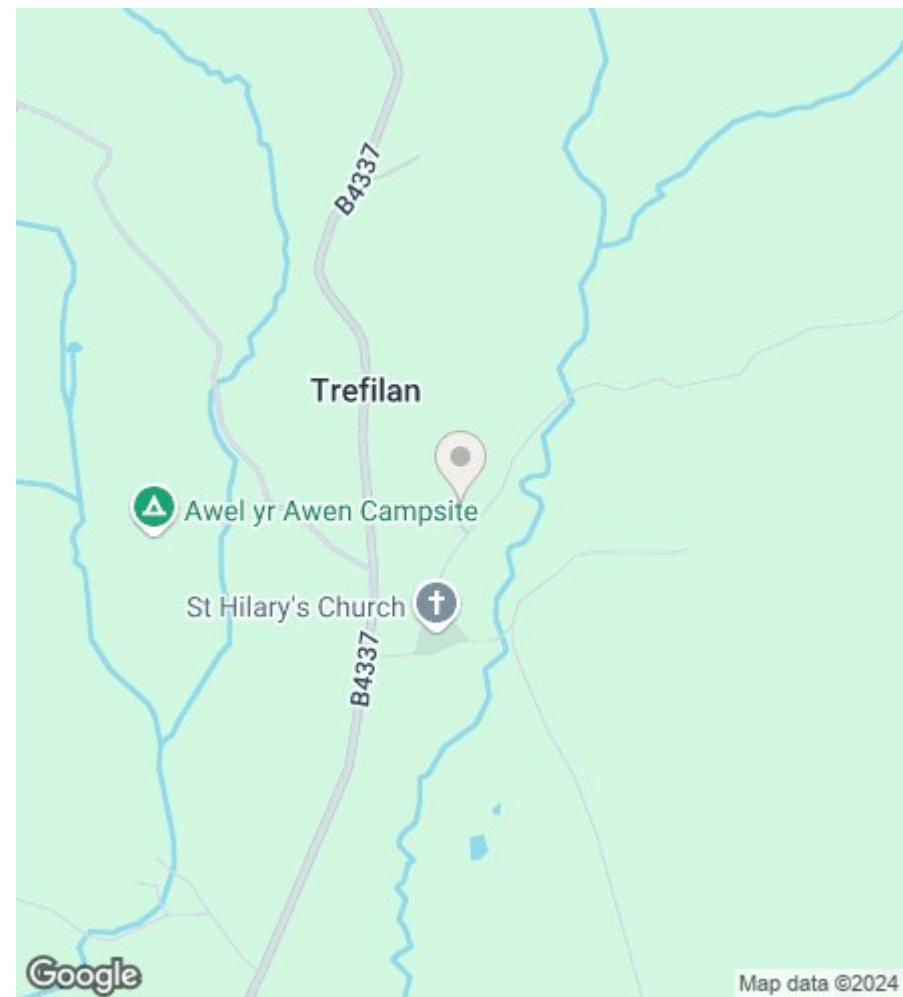 B4337
Trefilan
Awel yr Awen Campsite
St Hilary's Church
B4337
Google
Map data ©2024